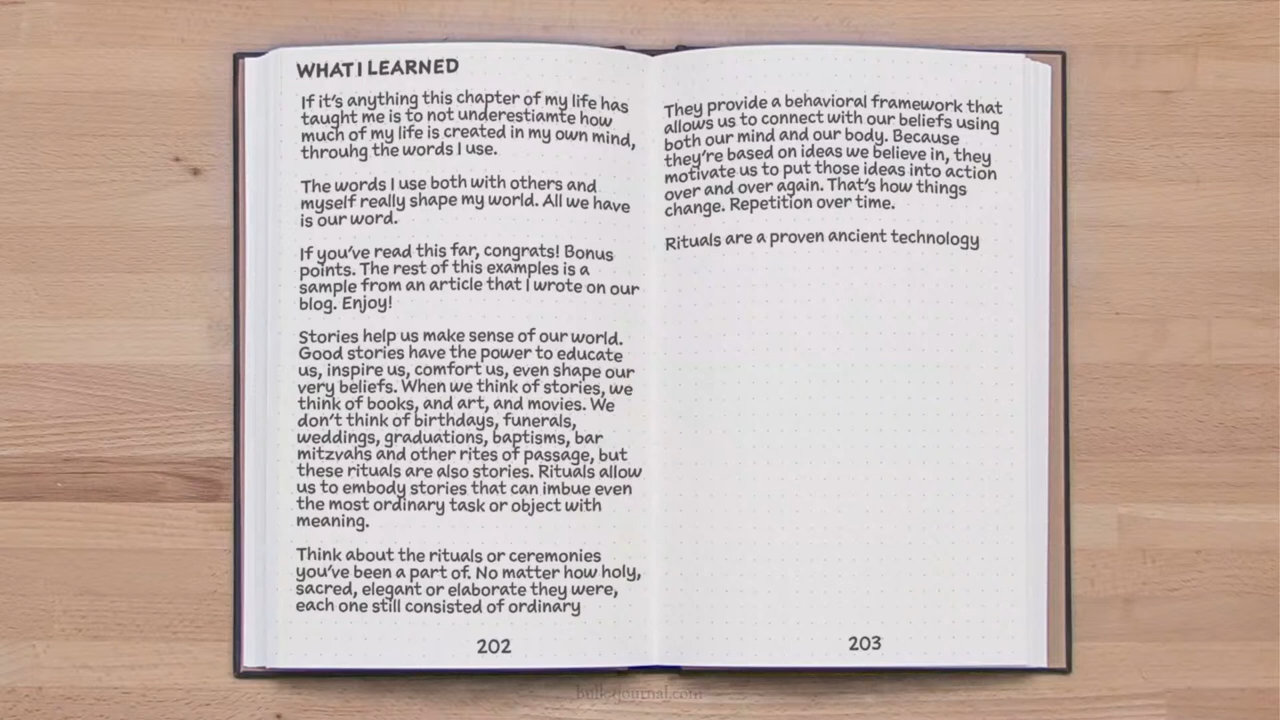 WHAT I LEARNED
If it's anything this chapter of my life has
taught me is to not underestiamte how
much of my life is created in my own mind,
throuhg the words I use.
The words I use both with others and
myself really shape my world. All we have
is our word.
If you've read this far, congrats! Bonus
points. The rest of this examples is a
sample from an article that I wrote on our
blog. Enjoy!
Stories help us make sense of our world.
Good stories have the power to educate
us, inspire us, comfort us, even shape our
very beliefs. When we think of stories, we
think of books, and art, and movies. We
don't think of birthdays, funerals,
weddings, graduations, baptisms, bar
mitzvahs and other rites of passage, but
these rituals are also stories. Rituals allow
us to embody stories that can imbue even
the most ordinary task or object with
meaning.
Think about the rituals or ceremonies
you've been a part of. No matter how holy,
sacred, elegant or elaborate they were,
each one still consisted of ordinary
202
They provide a behavioral framework that
allows us to connect with our beliefs using
both our mind and our body. Because
they're based on ideas we believe in, they
motivate us to put those ideas into action
over and over again. That's how things
change. Repetition over time.
Rituals are a proven ancient technology
203
bulletjournal.com